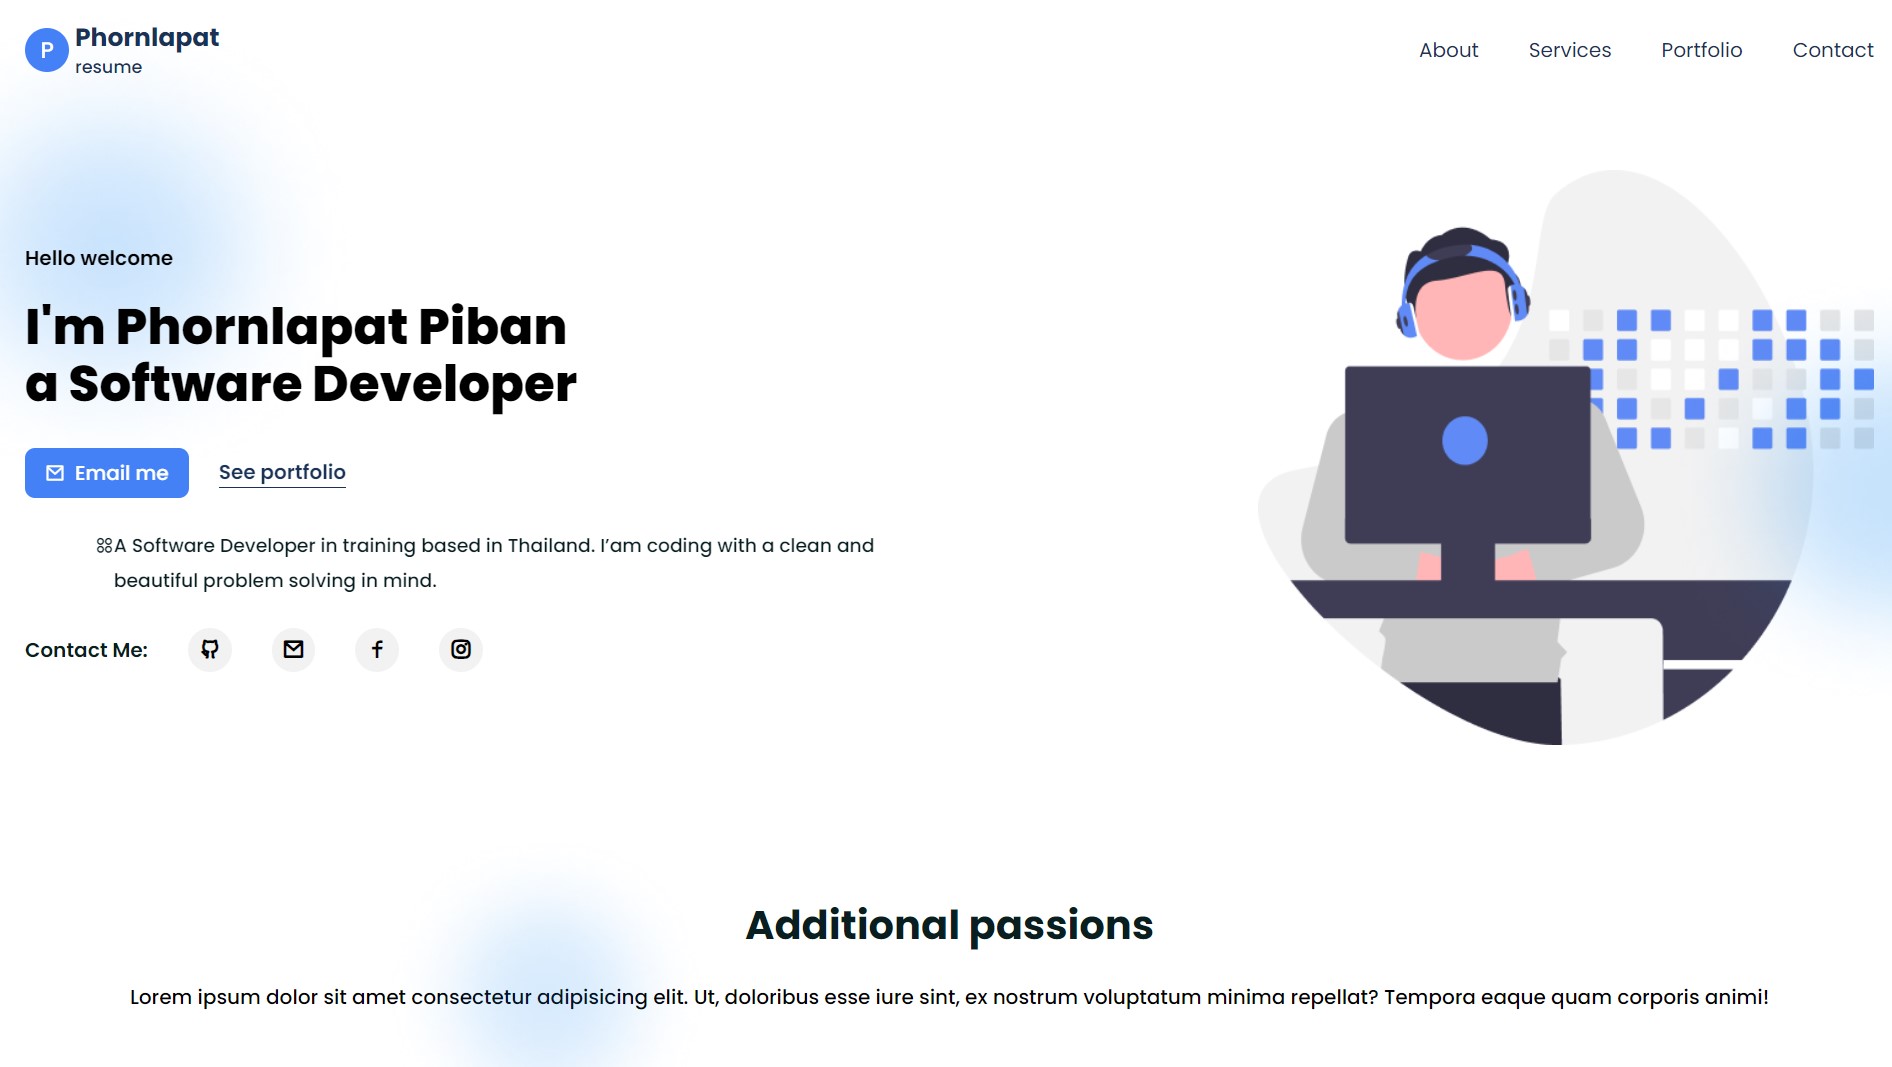 P
Phornlapat
resume
About
Services
Portfolio
Contact
Hello welcome
I'm Phornlapat Piban
a Software Developer
Email me
See portfolio
A Software Developer in training based in Thailand. I’am coding with a clean and
beautiful problem solving in mind.
Contact Me:
Additional passions
Lorem ipsum dolor sit amet consectetur adipisicing elit. Ut, doloribus esse iure sint, ex nostrum voluptatum minima repellat? Tempora eaque quam corporis animi!